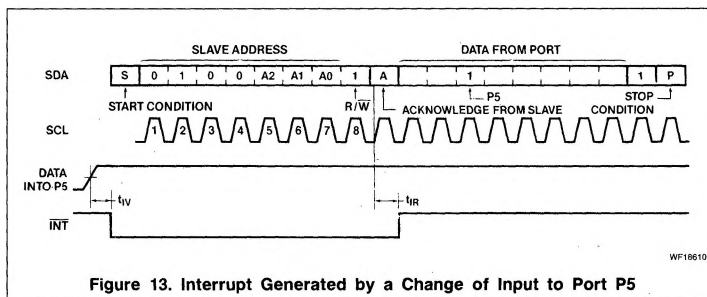 SLAVE ADDRESS DATA FROM PORT
SDA S 0 1 0 0 A2 A1 A0 1 A 1 1 P
START CONDITION R/W̅ P5 STOP
ACKNOWLEDGE FROM SLAVE CONDITION
SCL 1 2 3 4 5 6 7 8
DATA
INTO P5
tIV tIR
I̅N̅T̅
WF18610
Figure 13. Interrupt Generated by a Change of Input to Port P5